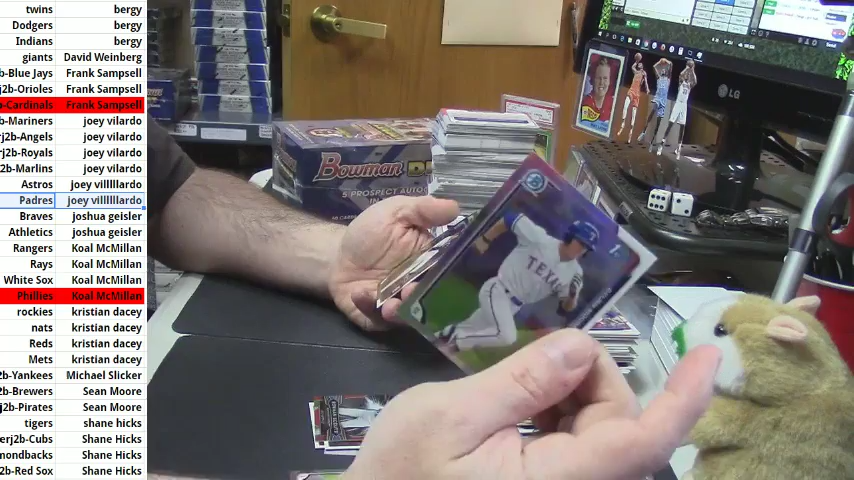 twins bergy
Dodgers bergy
Indians bergy
giants David Weinberg
b-Blue Jays Frank Sampsell
j2b-Orioles Frank Sampsell
-Cardinals Frank Sampsell
b-Mariners joey vilardo
rj2b-Angels joey vilardo
rj2b-Royals joey vilardo
2b-Marlins joey vilardo
Astros joey villlllardo
Padres joey villlllardo
Braves joshua geisler
Athletics joshua geisler
Rangers Koal McMillan
Rays Koal McMillan
White Sox Koal McMillan
Phillies Koal McMillan
rockies kristian dacey
nats kristian dacey
Reds kristian dacey
Mets kristian dacey
2b-Yankees Michael Slicker
2b-Brewers Sean Moore
rj2b-Pirates Sean Moore
tigers shane hicks
erj2b-Cubs Shane Hicks
mondbacks Shane Hicks
2b-Red Sox Shane Hicks
Bowman D
5 PROSPECT AUTOG
TEXAS
LG